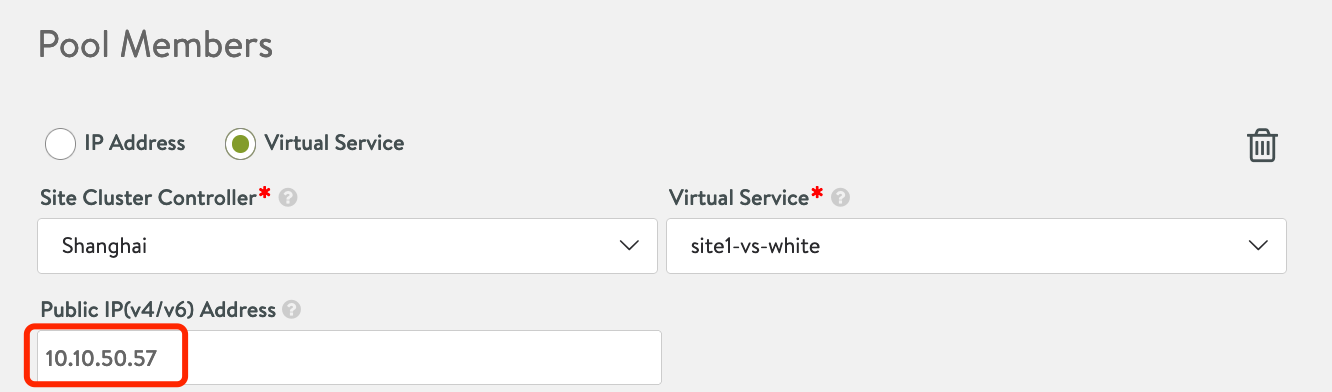 Pool Members
IP Address Virtual Service
Site Cluster Controller* ? Virtual Service* ?
Shanghai site1-vs-white
Public IP(v4/v6) Address ?
10.10.50.57